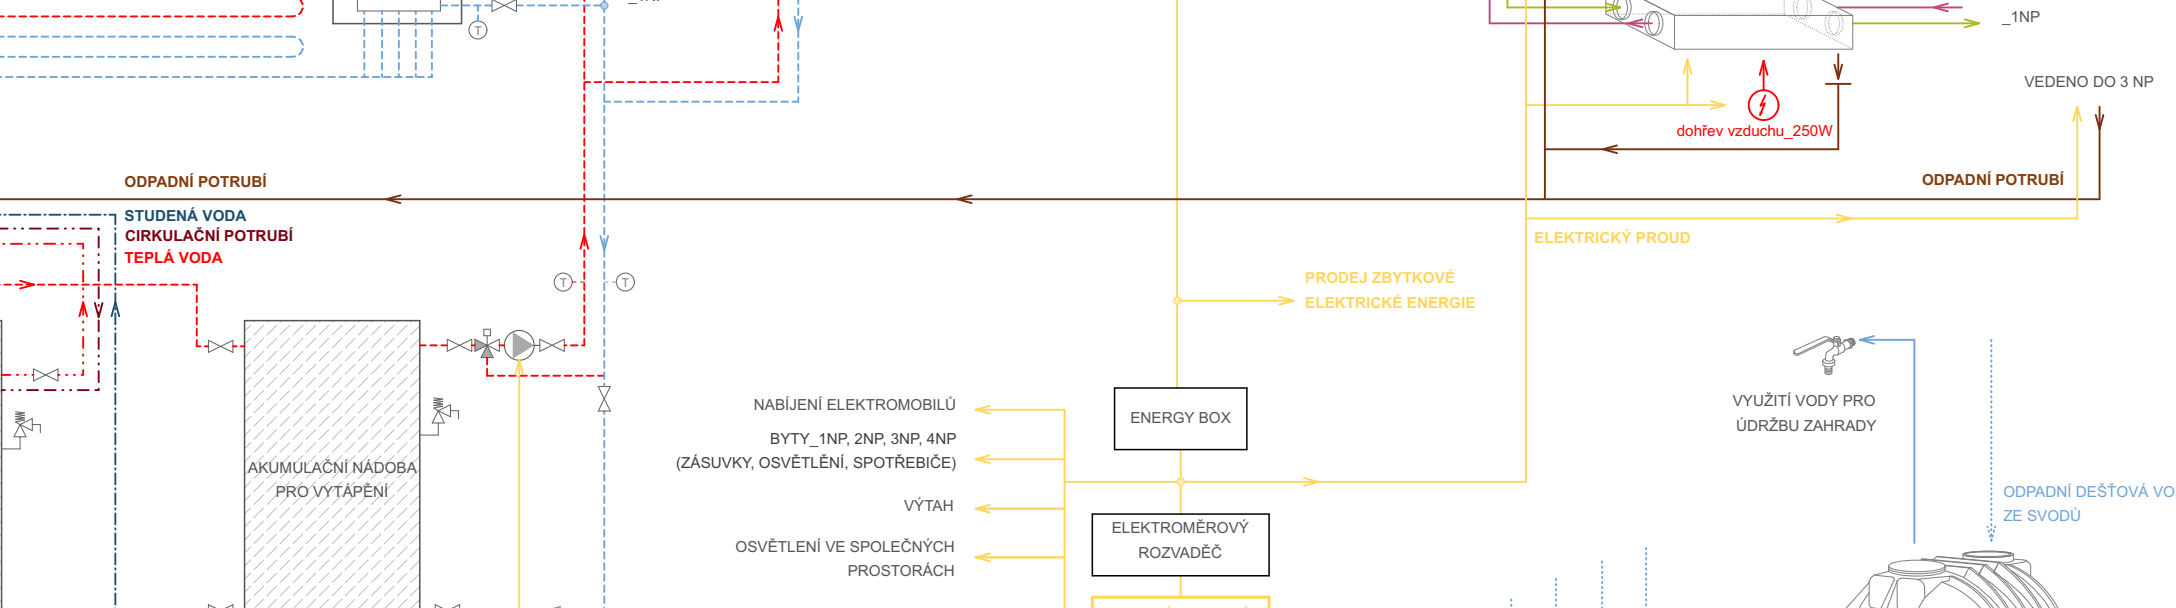 _1NP
VEDENO DO 3 NP
dohřev vzduchu_250W
ODPADNÍ POTRUBÍ
ODPADNÍ POTRUBÍ
STUDENÁ VODA
CIRKULAČNÍ POTRUBÍ
TEPLÁ VODA
ELEKTRICKÝ PROUD
T
T
T
PRODEJ ZBYTKOVÉ
ELEKTRICKÉ ENERGIE
NABÍJENÍ ELEKTROMOBILŮ
BYTY_1NP, 2NP, 3NP, 4NP
(ZÁSUVKY, OSVĚTLĚNÍ, SPOTŘEBIČE)
VÝTAH
OSVĚTLENÍ VE SPOLEČNÝCH
PROSTORÁCH
ENERGY BOX
ELEKTROMĚROVÝ
ROZVADĚČ
AKUMULAČNÍ NÁDOBA
PRO VYTÁPĚNÍ
VYUŽITÍ VODY PRO
ÚDRŽBU ZAHRADY
ODPADNÍ DEŠŤOVÁ VO
ZE SVODŮ